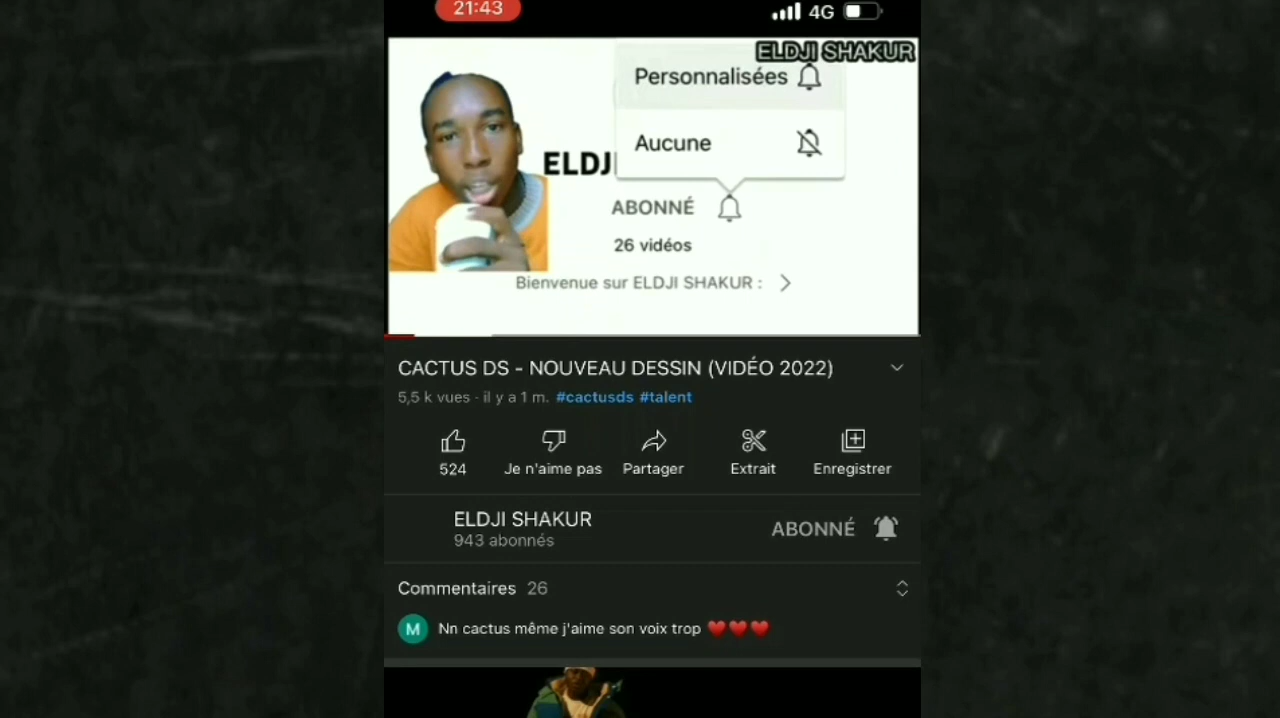 21:43
4G
ELDJI SHAKUR
Personnalisées
Aucune
ELDJI
ABONNÉ
26 vidéos
Bienvenue sur ELDJI SHAKUR :
CACTUS DS - NOUVEAU DESSIN (VIDÉO 2022)
5,5 k vues · il y a 1 m. #cactusds #talent
524 Je n'aime pas Partager Extrait Enregistrer
ELDJI SHAKUR
943 abonnés
ABONNÉ
Commentaires 26
M Nn cactus même j'aime son voix trop ❤️❤️❤️